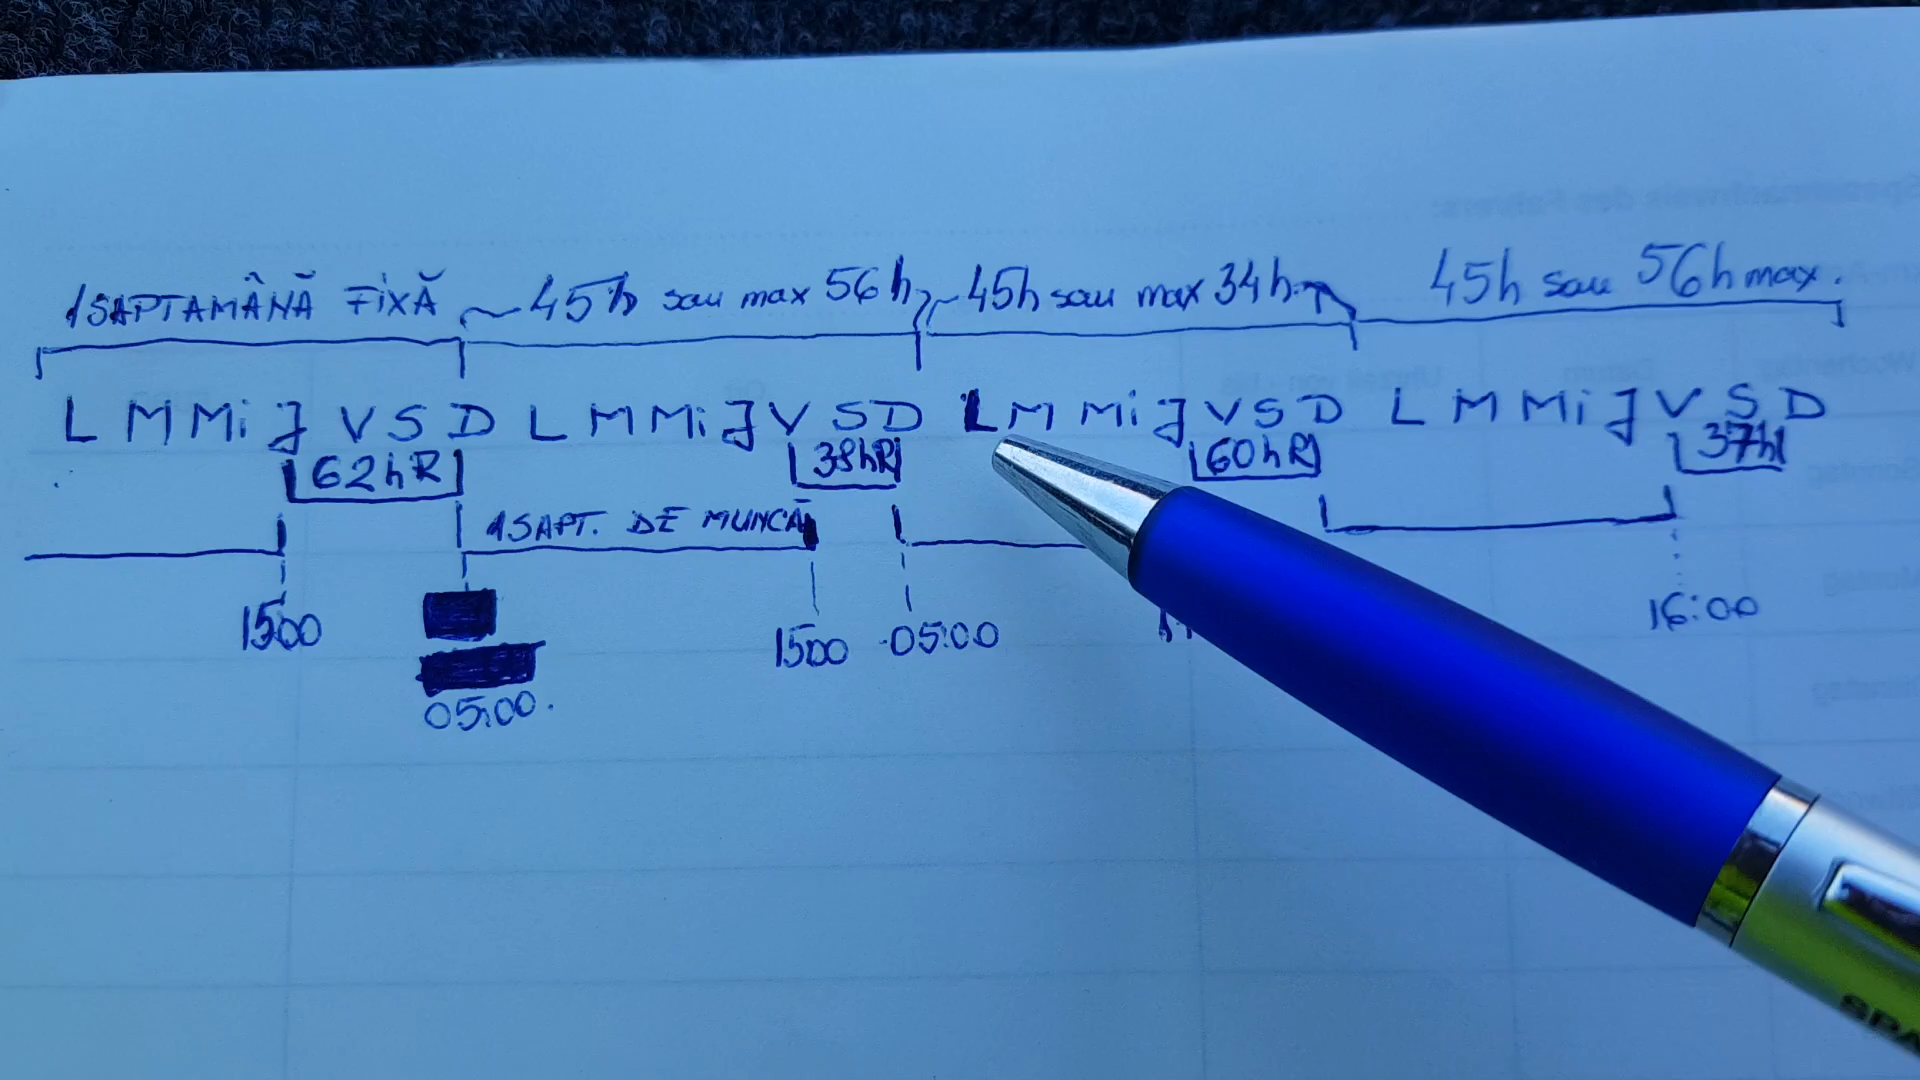 1SAPTAMÂNĂ FIXĂ 45h sau max 56h 45h sau max 34h 45h sau 56h max.
L M Mi J V S D L M Mi J V S D L M Mi J V S D L M Mi J V S D
62hR 38hR 60hR 37h
1SAPT. DE MUNCĂ
1500 1500 05:00 16:00
05:00.